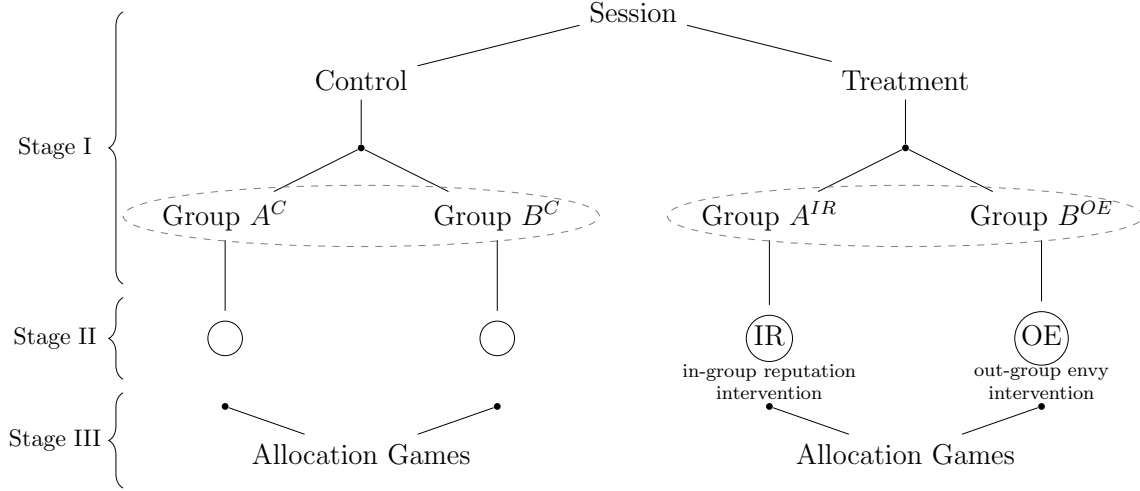 Session
Control
Treatment
Stage I
Group A^C
Group B^C
Group A^{IR}
Group B^{OE}
Stage II
IR
OE
in-group reputation
intervention
out-group envy
intervention
Stage III
Allocation Games
Allocation Games